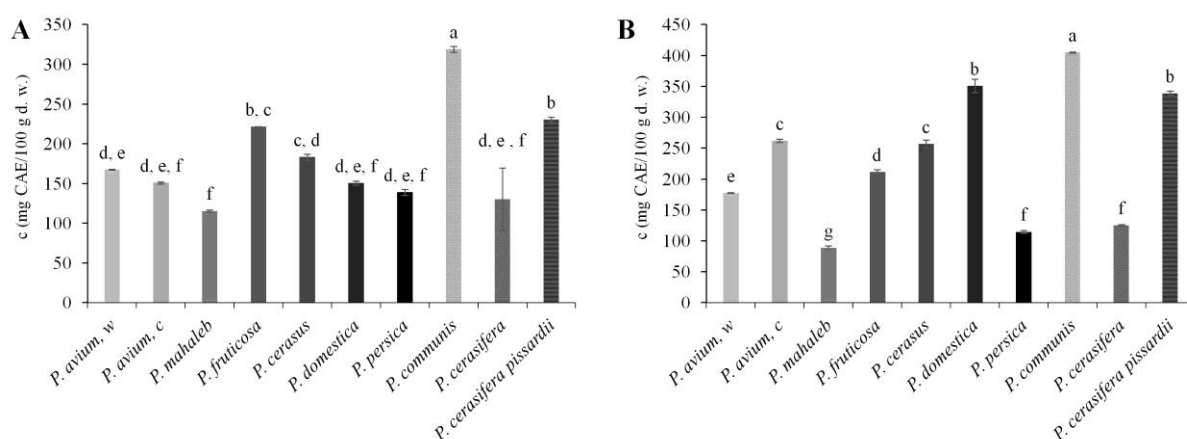 A
c (mg CAE/100 g d. w.)
350
300
250
200
150
100
50
0
d, e
d, e, f
f
b, c
c, d
d, e, f
d, e, f
a
d, e , f
b
P. avium, w
P. avium, c
P. mahaleb
P. fruticosa
P. cerasus
P. domestica
P. persica
P. communis
P. cerasifera
P. cerasifera pissardii
B
c (mg CAE/100 g d. w.)
450
400
350
300
250
200
150
100
50
0
e
c
g
d
c
b
f
a
f
b
P. avium, w
P. avium, c
P. mahaleb
P. fruticosa
P. cerasus
P. domestica
P. persica
P. communis
P. cerasifera
P. cerasifera pissardii